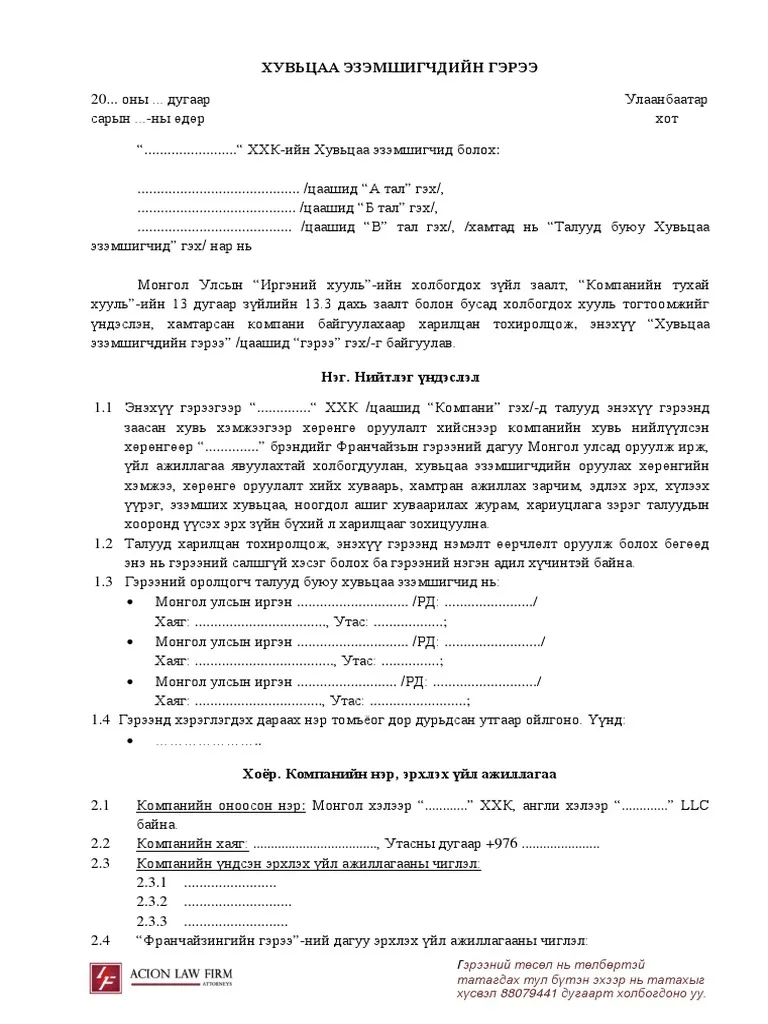 ХУВЬЦАА ЭЗЭМШИГЧДИЙН ГЭРЭЭ
20... оны ... дугаар Улаанбаатар
сарын ...-ны өдөр хот
“........................“ ХХК-ийн Хувьцаа эзэмшигчид болох:
.......................................... /цаашид “А тал” гэх/,
......................................... /цаашид “Б тал” гэх/,
........................................ /цаашид “В” тал гэх/, /хамтад нь “Талууд буюу Хувьцаа
эзэмшигчид” гэх/ нар нь
Монгол Улсын “Иргэний хууль”-ийн холбогдох зүйл заалт, “Компанийн тухай
хууль”-ийн 13 дугаар зүйлийн 13.3 дахь заалт болон бусад холбогдох хууль тогтоомжийг
үндэслэн, хамтарсан компани байгуулахаар харилцан тохиролцож, энэхүү “Хувьцаа
эзэмшигчдийн гэрээ” /цаашид “гэрээ” гэх/-г байгуулав.
Нэг. Нийтлэг үндэслэл
1.1 Энэхүү гэрээгээр “..............“ ХХК /цаашид “Компани” гэх/-д талууд энэхүү гэрээнд
заасан хувь хэмжээгээр хөрөнгө оруулалт хийснээр компанийн хувь нийлүүлсэн
хөрөнгөөр “..............” брэндийг Франчайзын гэрээний дагуу Монгол улсад оруулж ирж,
үйл ажиллагаа явуулахтай холбогдуулан, хувьцаа эзэмшигчдийн оруулах хөрөнгийн
хэмжээ, хөрөнгө оруулалт хийх хуваарь, хамтран ажиллах зарчим, эдлэх эрх, хүлээх
үүрэг, эзэмших хувьцаа, ноогдол ашиг хуваарилах журам, хариуцлага зэрэг талуудын
хооронд үүсэх эрх зүйн бүхий л харилцааг зохицуулна.
1.2 Талууд харилцан тохиролцож, энэхүү гэрээнд нэмэлт өөрчлөлт оруулж болох бөгөөд
энэ нь гэрээний салшгүй хэсэг болох ба гэрээний нэгэн адил хүчинтэй байна.
1.3 Гэрээний оролцогч талууд буюу хувьцаа эзэмшигчид нь:
• Монгол улсын иргэн ............................. /РД: ......................./
Хаяг: .................................., Утас: ..................;
• Монгол улсын иргэн ............................. /РД: ........................./
Хаяг: ...................................., Утас: ...............;
• Монгол улсын иргэн .......................... /РД: .........................../
Хаяг: ................................., Утас: .........................;
1.4 Гэрээнд хэрэглэгдэх дараах нэр томъёог дор дурьдсан утгаар ойлгоно. Үүнд:
• …………………..
Хоёр. Компанийн нэр, эрхлэх үйл ажиллагаа
2.1 Компанийн оноосон нэр: Монгол хэлээр “...........” ХХК, англи хэлээр “............” LLC
байна.
2.2 Компанийн хаяг: ................................, Утасны дугаар +976 .....................
2.3 Компанийн үндсэн эрхлэх үйл ажиллагааны чиглэл:
2.3.1 ........................
2.3.2 ............................
2.3.3 ...........................
2.4 “Франчайзингийн гэрээ”-ний дагуу эрхлэх үйл ажиллагааны чиглэл:
ACION LAW FIRM
ATTORNEYS
Гэрээний төсөл нь төлбөртэй
татагдах тул бүтэн эхээр нь татахыг
хүсвэл 88079441 дугаарт холбогдоно уу.